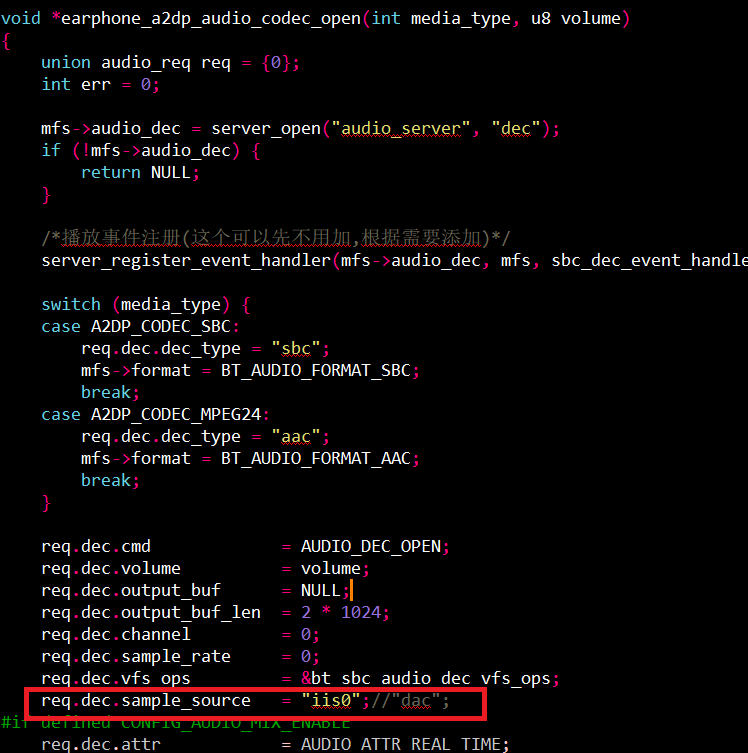 void *earphone_a2dp_audio_codec_open(int media_type, u8 volume)
{
    union audio_req req = {0};
    int err = 0;
    mfs->audio_dec = server_open("audio_server", "dec");
    if (!mfs->audio_dec) {
        return NULL;
    }
    /*播放事件注册(这个可以先不用加,根据需要添加)*/
    server_register_event_handler(mfs->audio_dec, mfs, sbc_dec_event_handle
    switch (media_type) {
    case A2DP_CODEC_SBC:
        req.dec.dec_type = "sbc";
        mfs->format = BT_AUDIO_FORMAT_SBC;
        break;
    case A2DP_CODEC_MPEG24:
        req.dec.dec_type = "aac";
        mfs->format = BT_AUDIO_FORMAT_AAC;
        break;
    }
    req.dec.cmd             = AUDIO_DEC_OPEN;
    req.dec.volume          = volume;
    req.dec.output_buf      = NULL;
    req.dec.output_buf_len  = 2 * 1024;
    req.dec.channel         = 0;
    req.dec.sample_rate     = 0;
    req.dec.vfs_ops         = &bt_sbc_audio_dec_vfs_ops;
    req.dec.sample_source   = "iis0";//"dac";
#if defined CONFIG_AUDIO_MIX_ENABLE
    req.dec.attr            = AUDIO_ATTR_REAL_TIME;